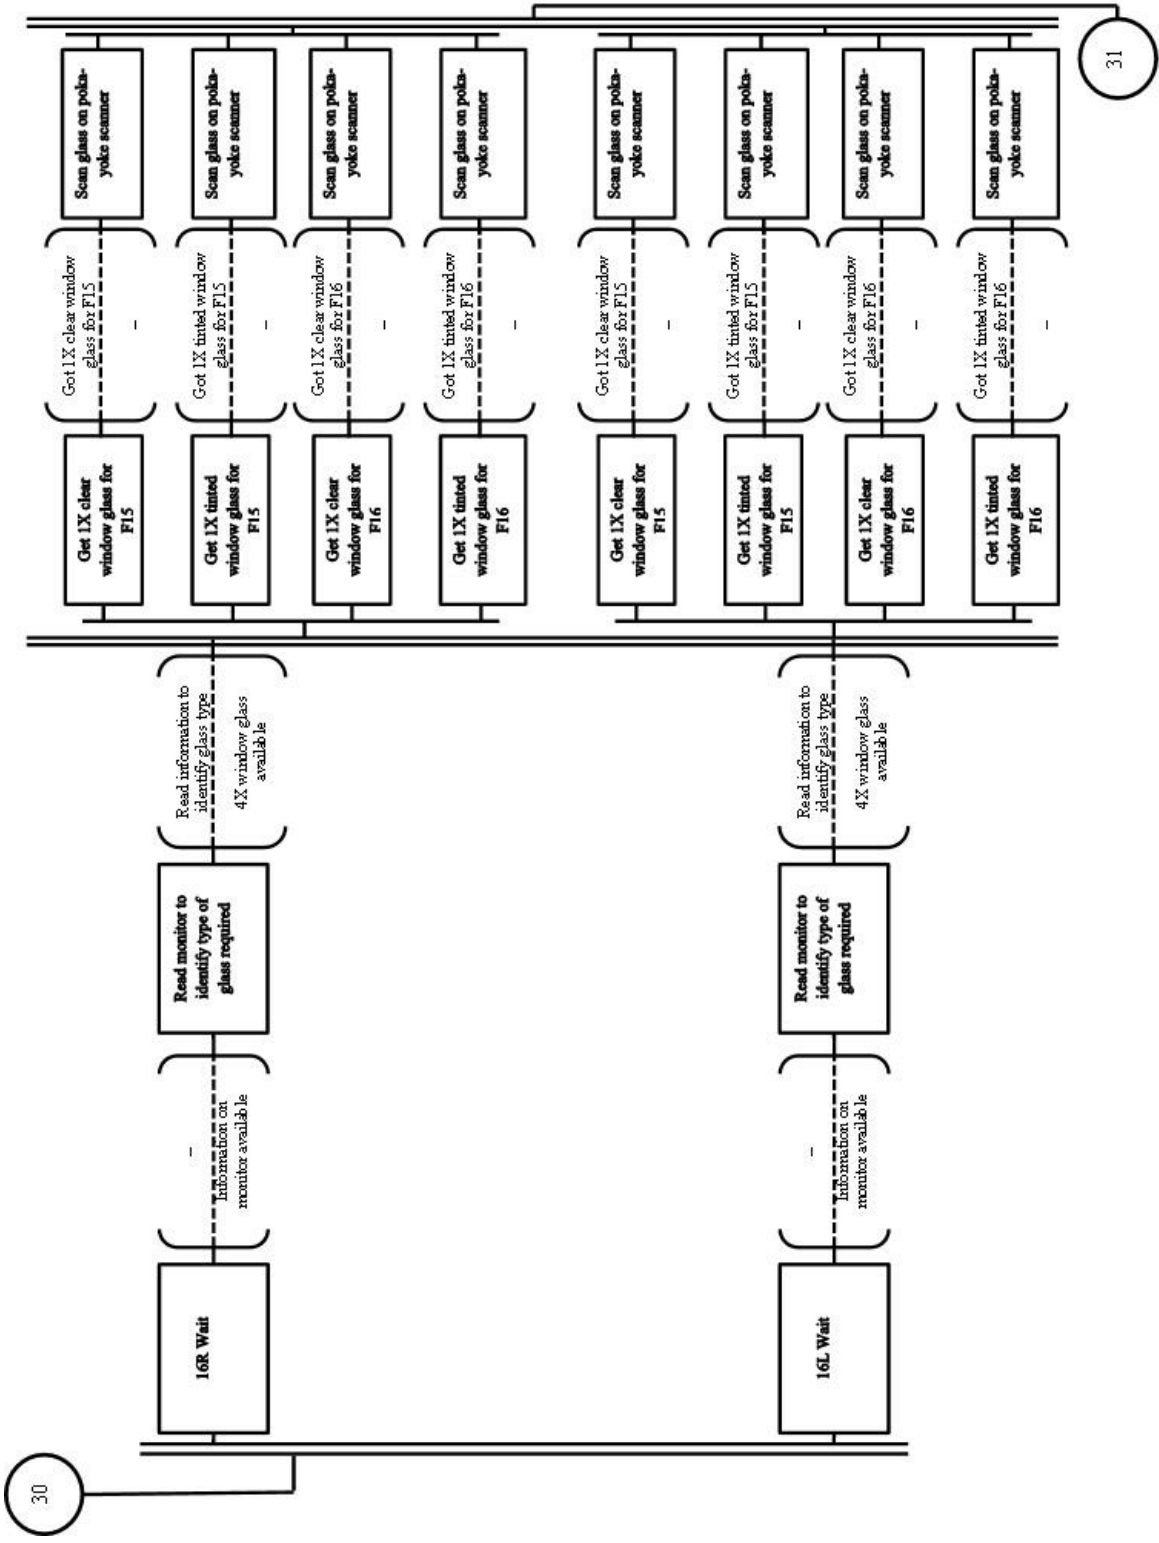 30
16R Wait
–
Information on
monitor available
Read monitor to
identify type of
glass required
Read information to
identify glass type
4X window glass
available
Get 1X clear
window glass for
F15
Got 1X clear window
glass for F15
–
Scan glass on poka-
yoke scanner
Get 1X tinted
window glass for
F15
Got 1X tinted window
glass for F15
–
Scan glass on poka-
yoke scanner
Get 1X clear
window glass for
F16
Got 1X clear window
glass for F16
–
Scan glass on poka-
yoke scanner
Get 1X tinted
window glass for
F16
Got 1X tinted window
glass for F16
–
Scan glass on poka-
yoke scanner
16L Wait
–
Information on
monitor available
Read monitor to
identify type of
glass required
Read information to
identify glass type
4X window glass
available
Get 1X clear
window glass for
F15
Got 1X clear window
glass for F15
–
Scan glass on poka-
yoke scanner
Get 1X tinted
window glass for
F15
Got 1X tinted window
glass for F15
–
Scan glass on poka-
yoke scanner
Get 1X clear
window glass for
F16
Got 1X clear window
glass for F16
–
Scan glass on poka-
yoke scanner
Get 1X tinted
window glass for
F16
Got 1X tinted window
glass for F16
–
Scan glass on poka-
yoke scanner
31